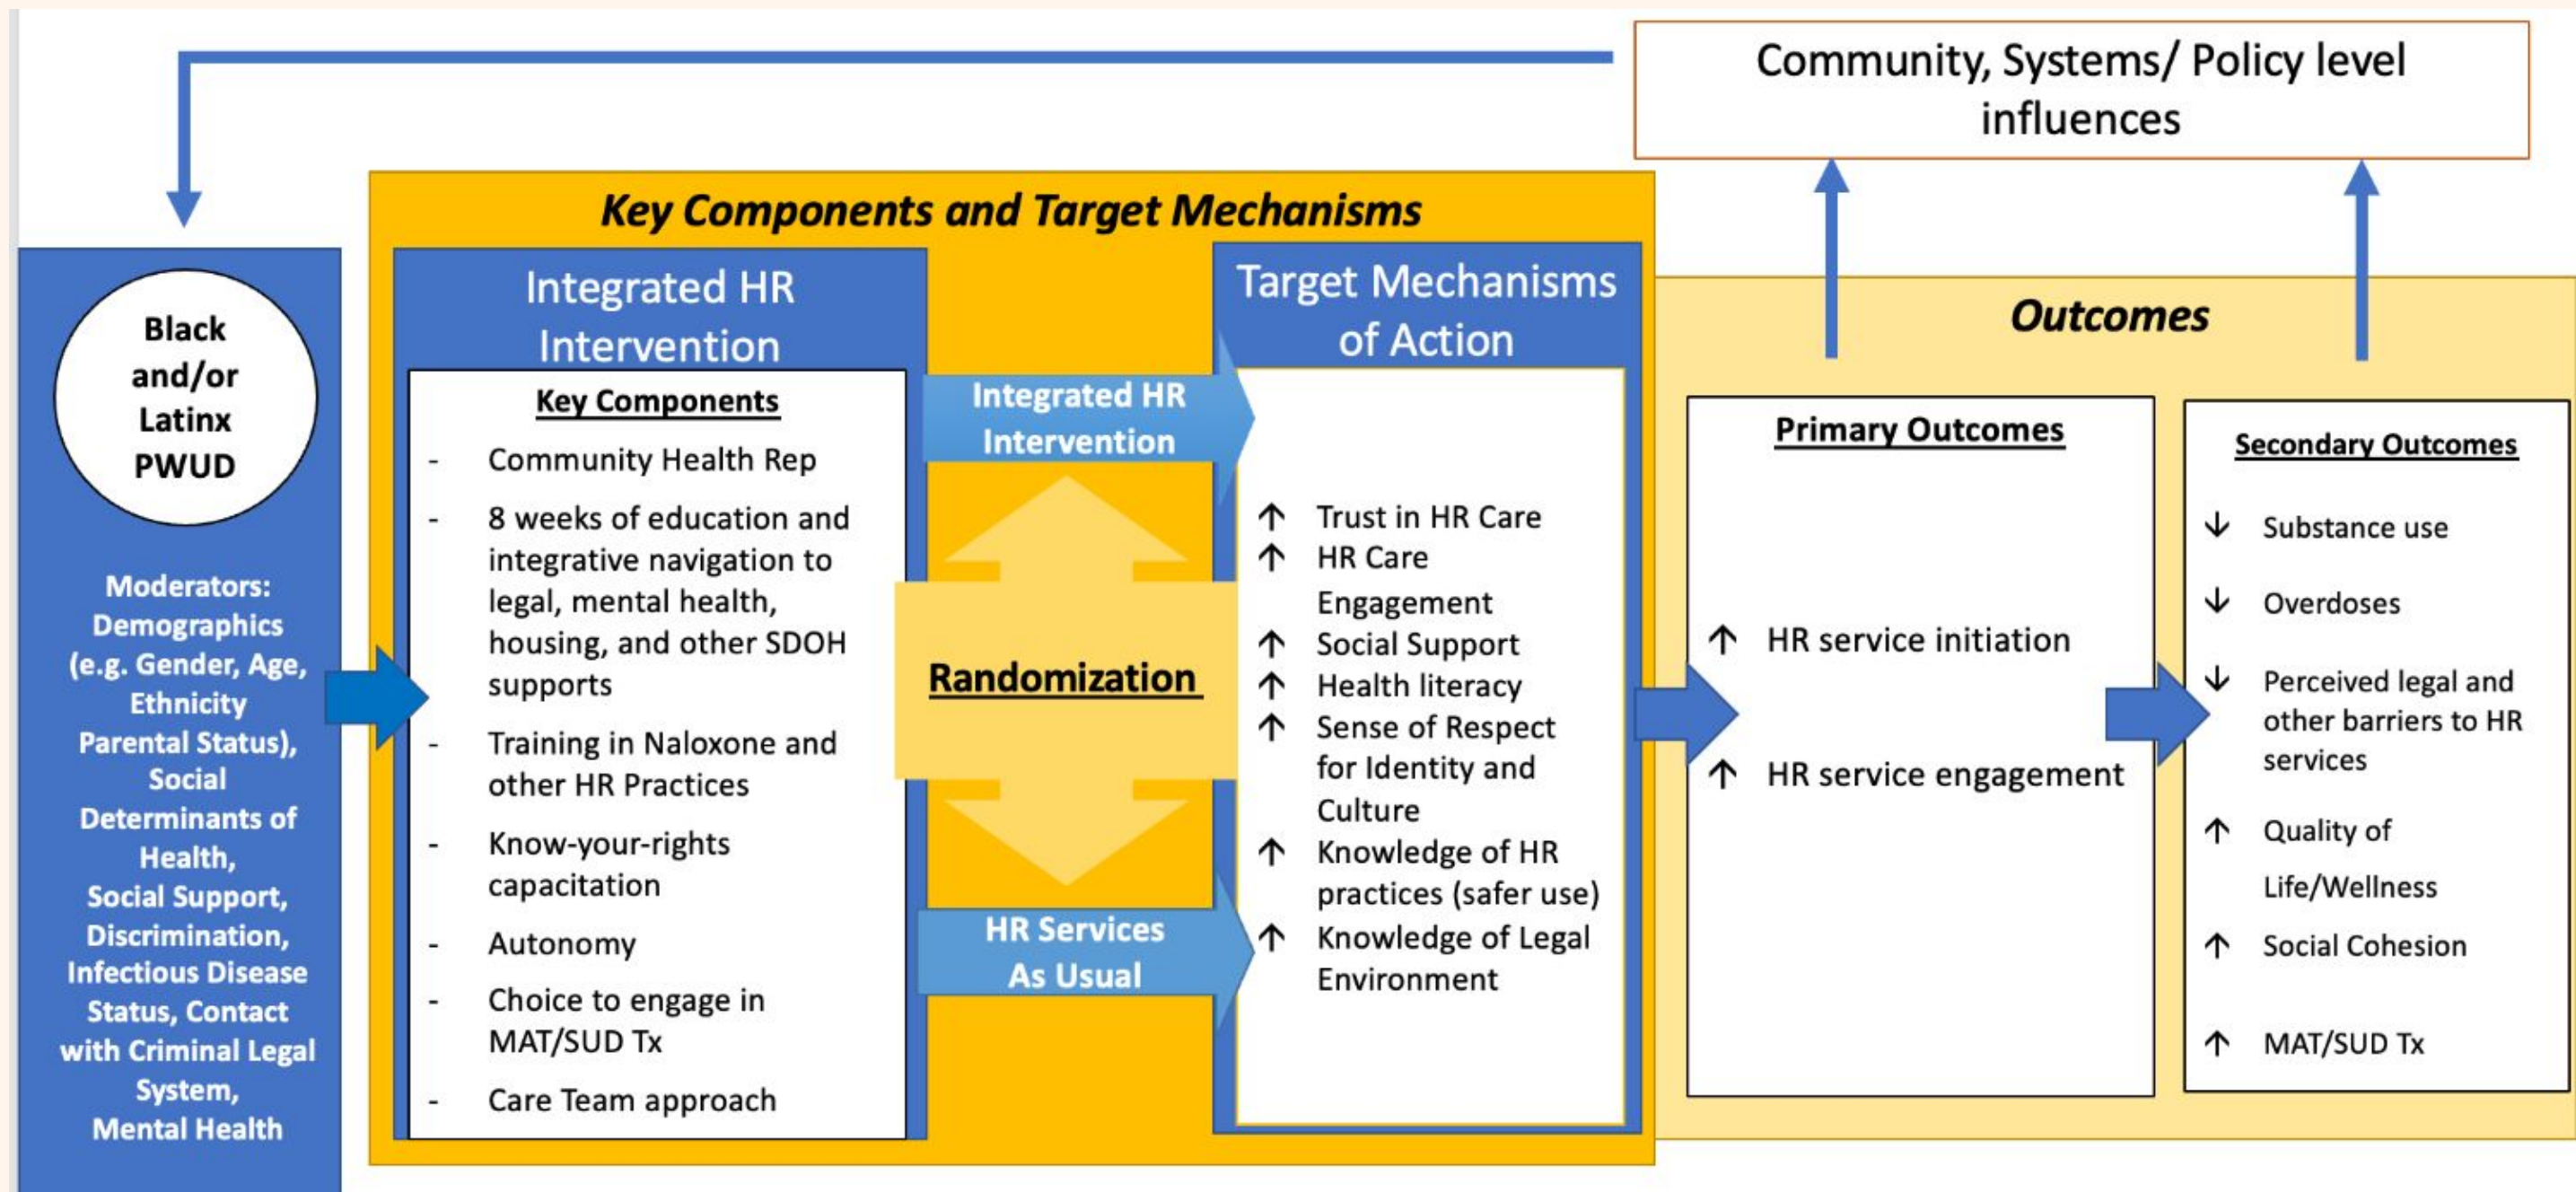 Community, Systems/ Policy level
influences
Key Components and Target Mechanisms
Black
and/or
Latinx
PWUD
Moderators:
Demographics
(e.g. Gender, Age,
Ethnicity
Parental Status),
Social
Determinants of
Health,
Social Support,
Discrimination,
Infectious Disease
Status, Contact
with Criminal Legal
System,
Mental Health
Integrated HR
Intervention
Key Components
- Community Health Rep
- 8 weeks of education and
integrative navigation to
legal, mental health,
housing, and other SDOH
supports
- Training in Naloxone and
other HR Practices
- Know-your-rights
capacitation
- Autonomy
- Choice to engage in
MAT/SUD Tx
- Care Team approach
Integrated HR
Intervention
Randomization
HR Services
As Usual
Target Mechanisms
of Action
↑ Trust in HR Care
↑ HR Care
Engagement
↑ Social Support
↑ Health literacy
↑ Sense of Respect
for Identity and
Culture
↑ Knowledge of HR
practices (safer use)
↑ Knowledge of Legal
Environment
Outcomes
Primary Outcomes
↑ HR service initiation
↑ HR service engagement
Secondary Outcomes
↓ Substance use
↓ Overdoses
↓ Perceived legal and
other barriers to HR
services
↑ Quality of
Life/Wellness
↑ Social Cohesion
↑ MAT/SUD Tx